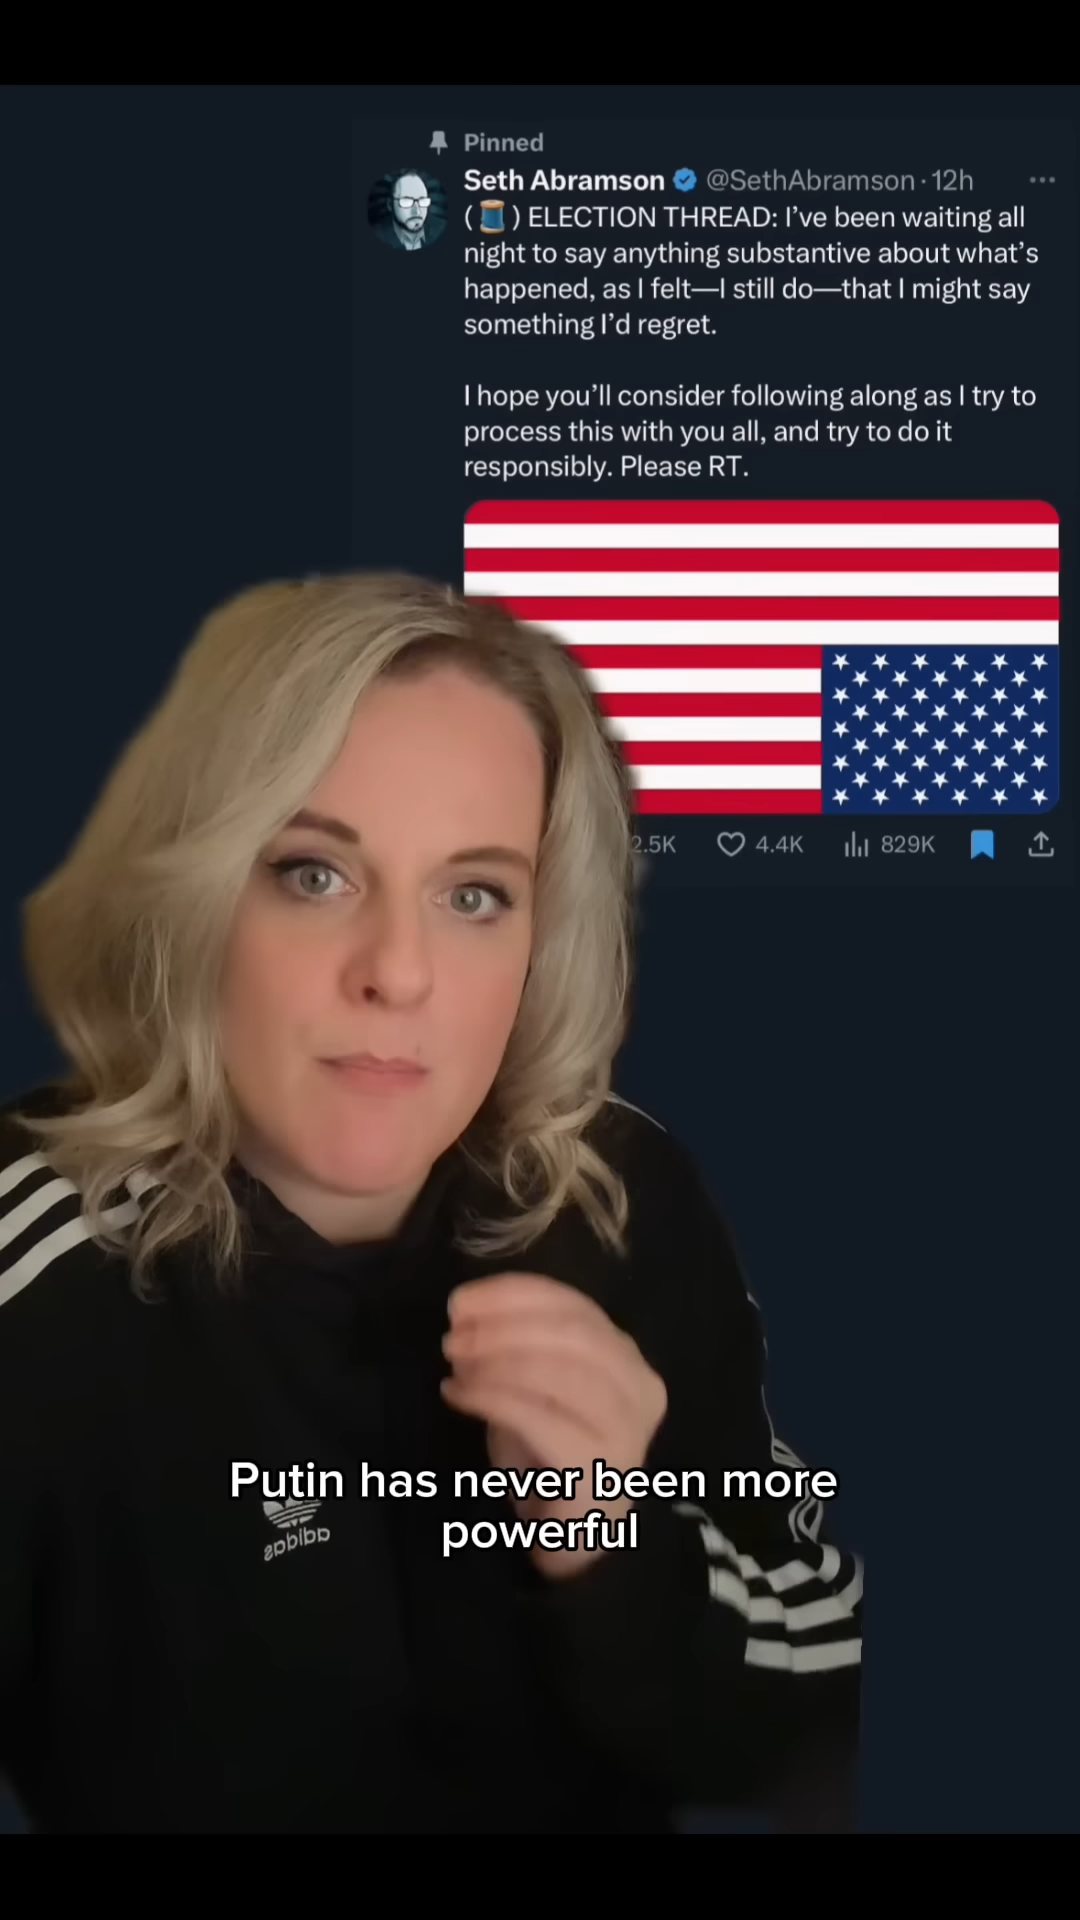 Pinned
Seth Abramson @SethAbramson · 12h
(🧵) ELECTION THREAD: I’ve been waiting all
night to say anything substantive about what’s
happened, as I felt—I still do—that I might say
something I’d regret.
I hope you’ll consider following along as I try to
process this with you all, and try to do it
responsibly. Please RT.
2.5K 4.4K 829K
Putin has never been more
powerful
adidas